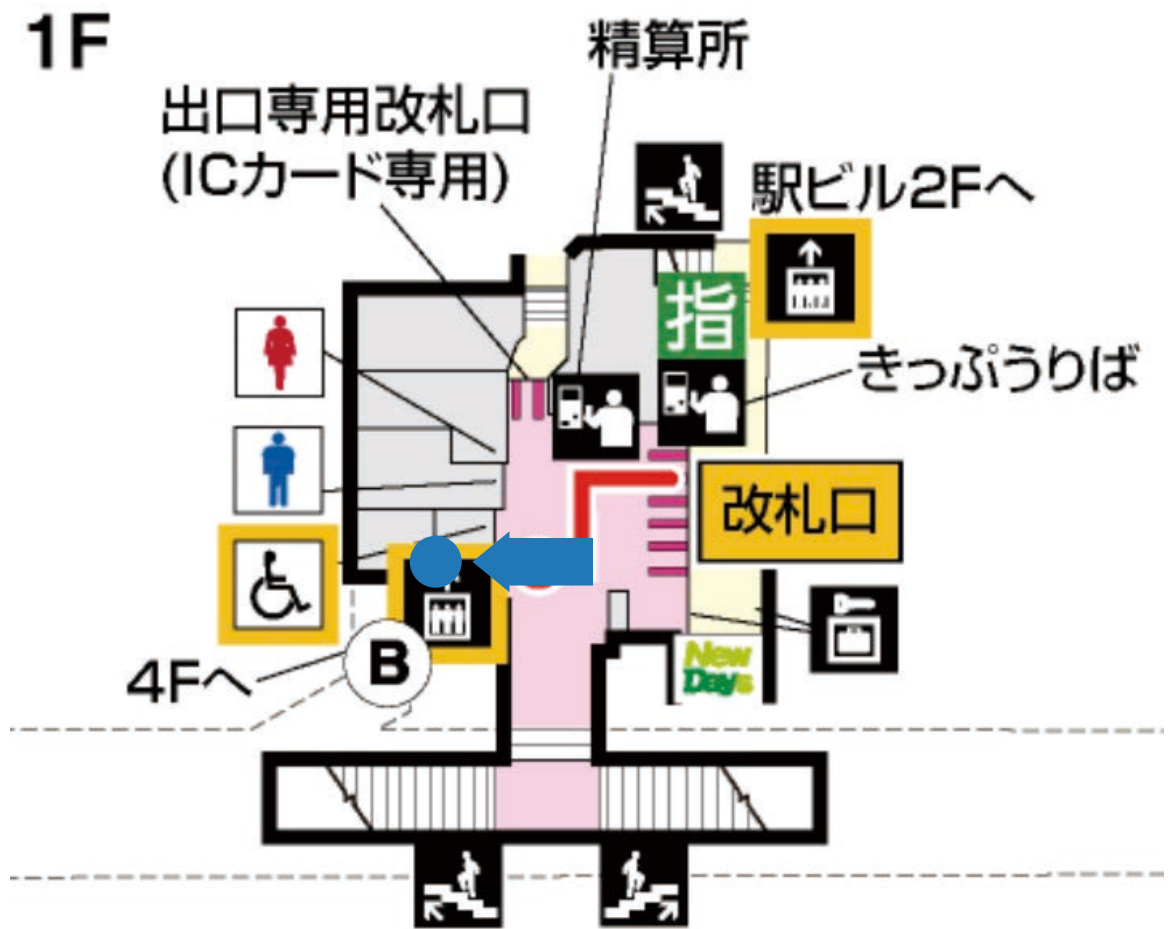 1F
精算所
出口専用改札口
(ICカード専用)
駅ビル2Fへ
指
きっぷうりば
改札口
New
Days
4Fへ
B